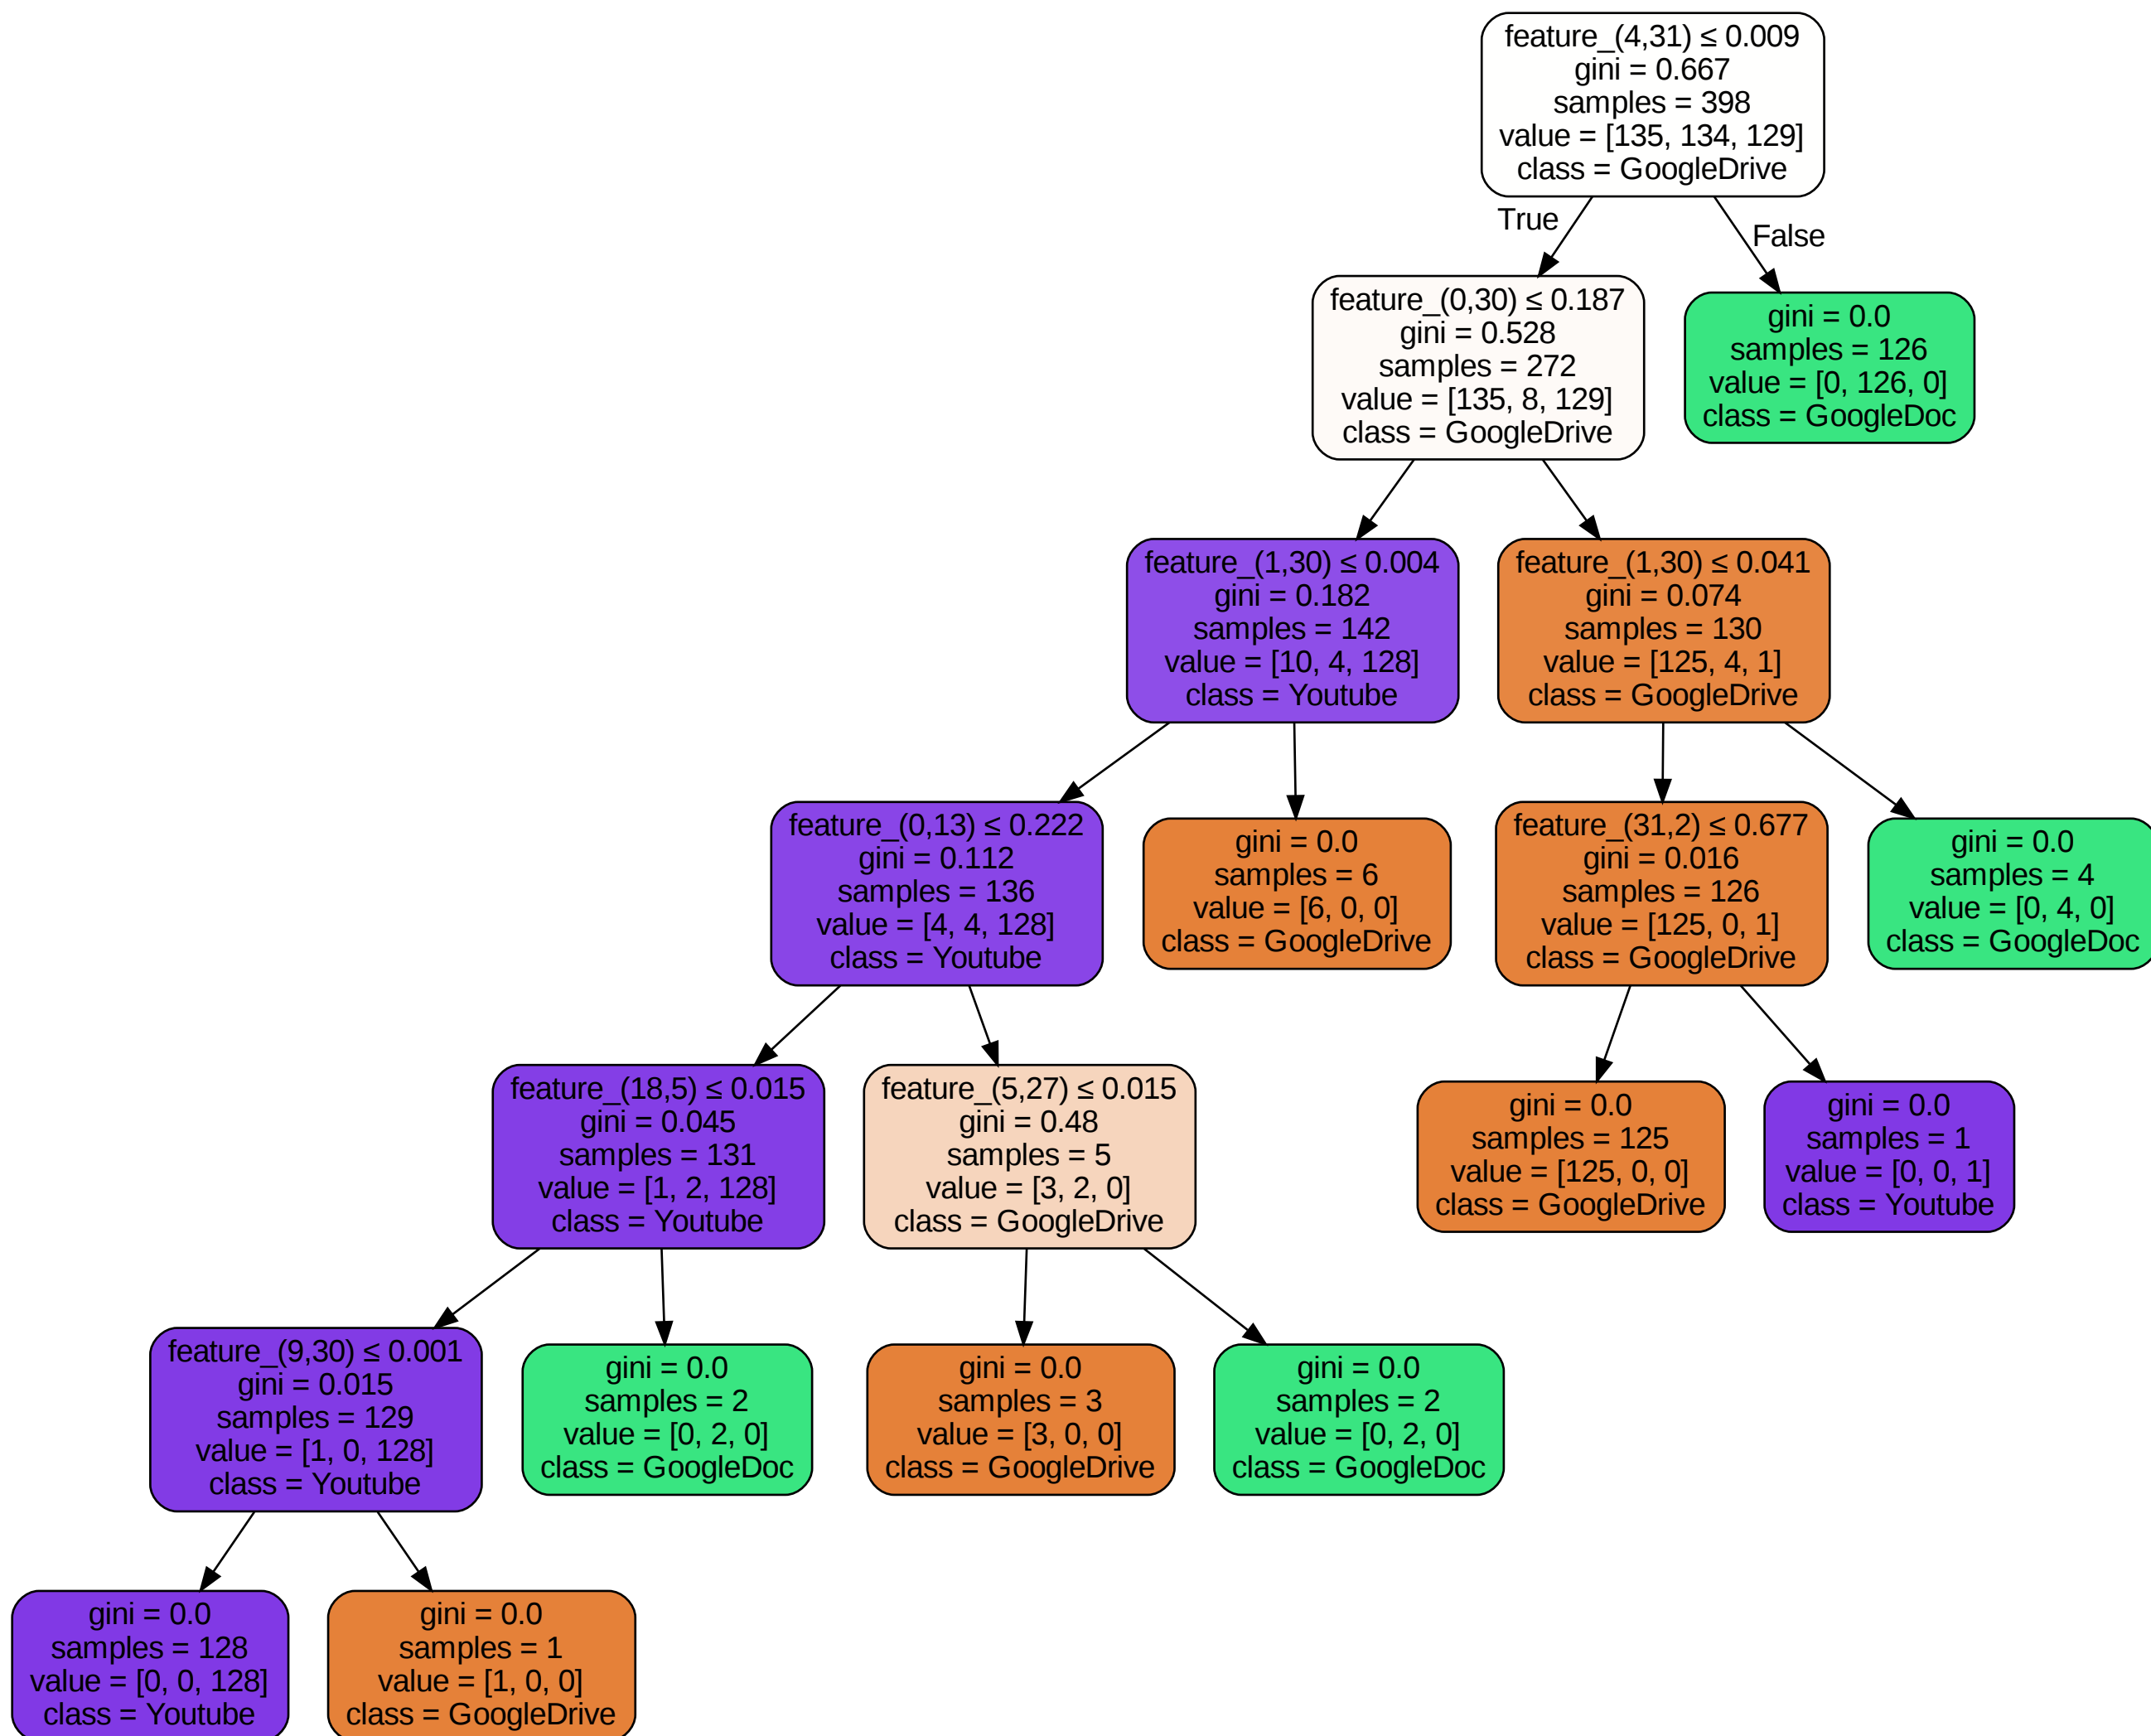 feature_(4,31) ≤ 0.009
gini = 0.667
samples = 398
value = [135, 134, 129]
class = GoogleDrive
True
False
feature_(0,30) ≤ 0.187
gini = 0.528
samples = 272
value = [135, 8, 129]
class = GoogleDrive
gini = 0.0
samples = 126
value = [0, 126, 0]
class = GoogleDoc
feature_(1,30) ≤ 0.004
gini = 0.182
samples = 142
value = [10, 4, 128]
class = Youtube
feature_(1,30) ≤ 0.041
gini = 0.074
samples = 130
value = [125, 4, 1]
class = GoogleDrive
feature_(0,13) ≤ 0.222
gini = 0.112
samples = 136
value = [4, 4, 128]
class = Youtube
gini = 0.0
samples = 6
value = [6, 0, 0]
class = GoogleDrive
feature_(31,2) ≤ 0.677
gini = 0.016
samples = 126
value = [125, 0, 1]
class = GoogleDrive
gini = 0.0
samples = 4
value = [0, 4, 0]
class = GoogleDoc
feature_(18,5) ≤ 0.015
gini = 0.045
samples = 131
value = [1, 2, 128]
class = Youtube
feature_(5,27) ≤ 0.015
gini = 0.48
samples = 5
value = [3, 2, 0]
class = GoogleDrive
gini = 0.0
samples = 125
value = [125, 0, 0]
class = GoogleDrive
gini = 0.0
samples = 1
value = [0, 0, 1]
class = Youtube
feature_(9,30) ≤ 0.001
gini = 0.015
samples = 129
value = [1, 0, 128]
class = Youtube
gini = 0.0
samples = 2
value = [0, 2, 0]
class = GoogleDoc
gini = 0.0
samples = 3
value = [3, 0, 0]
class = GoogleDrive
gini = 0.0
samples = 2
value = [0, 2, 0]
class = GoogleDoc
gini = 0.0
samples = 128
value = [0, 0, 128]
class = Youtube
gini = 0.0
samples = 1
value = [1, 0, 0]
class = GoogleDrive